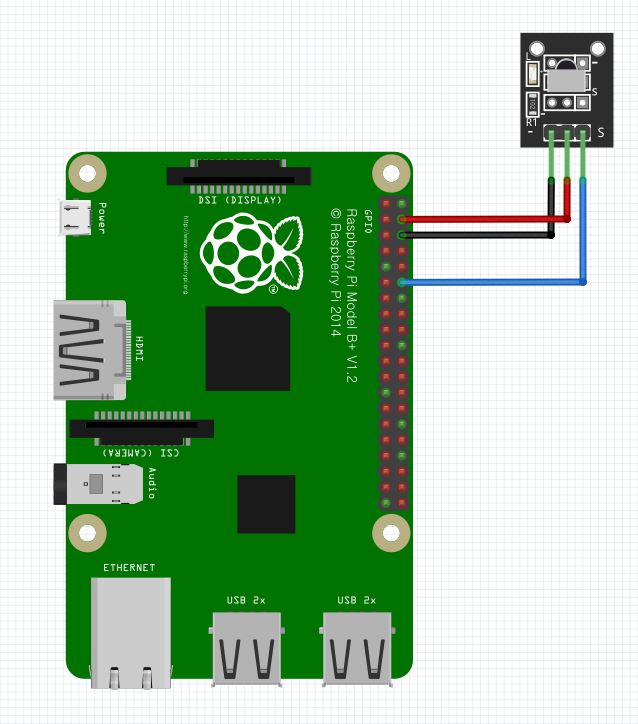 L
-
S
102
R1
-
S
DSI (DISPLAY)
Power
http://www.raspberrypi.org
GPIO
Raspberry Pi Model B+ V1.2
© Raspberry Pi 2014
HDMI
CSI (CAMERA)
Audio
ETHERNET
USB 2x
USB 2x